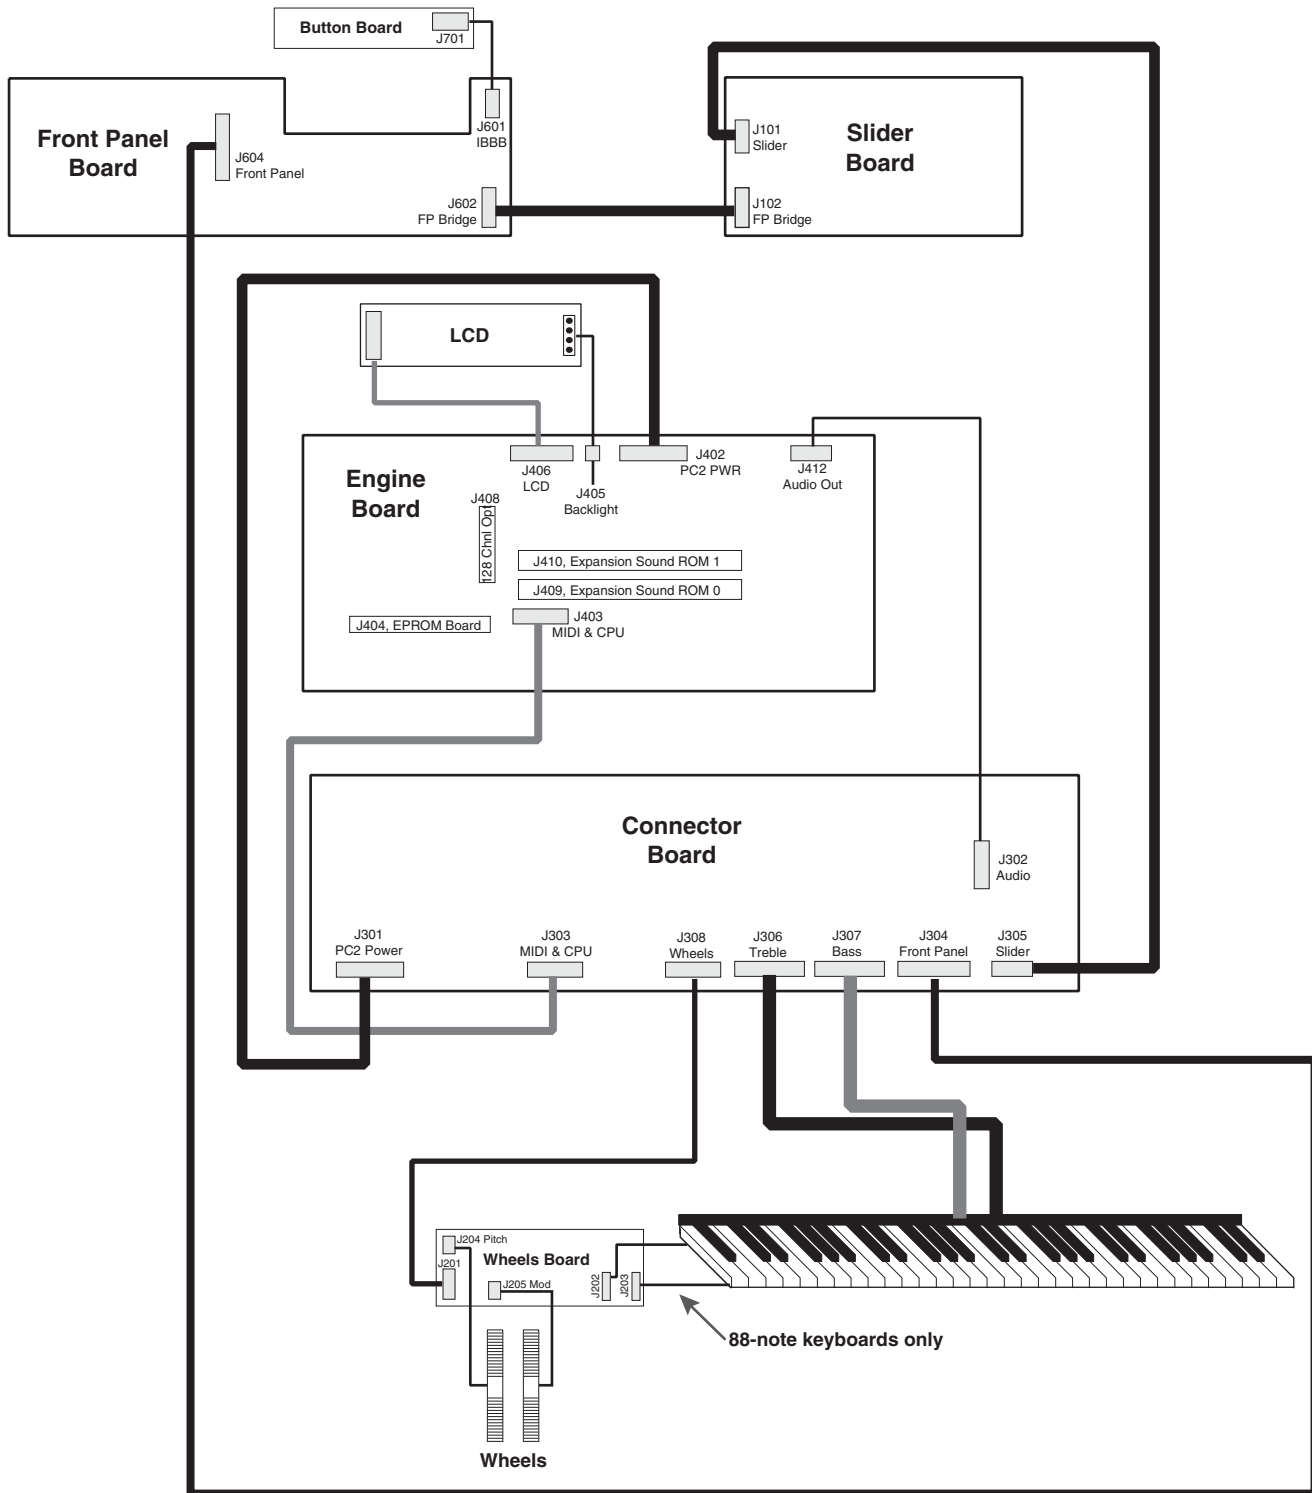 Button Board
J701
Front Panel
Board
J604
Front Panel
J601
IBBB
J602
FP Bridge
J101
Slider
Slider
Board
J102
FP Bridge
LCD
Engine
Board
J406
LCD
J405
Backlight
J402
PC2 PWR
J412
Audio Out
J408
128 Chnl Opt
J410, Expansion Sound ROM 1
J409, Expansion Sound ROM 0
J404, EPROM Board
J403
MIDI & CPU
Connector
Board
J302
Audio
J301
PC2 Power
J303
MIDI & CPU
J308
Wheels
J306
Treble
J307
Bass
J304
Front Panel
J305
Slider
J204 Pitch
J201
Wheels Board
J205 Mod
J202
J203
88-note keyboards only
Wheels